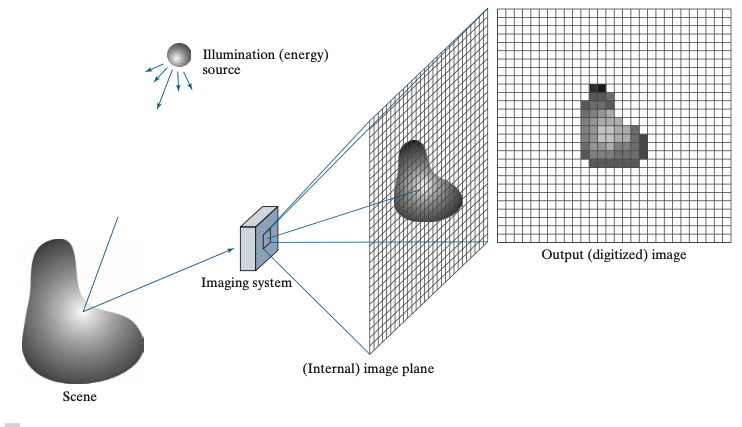 Illumination (energy)
source
Output (digitized) image
Imaging system
(Internal) image plane
Scene